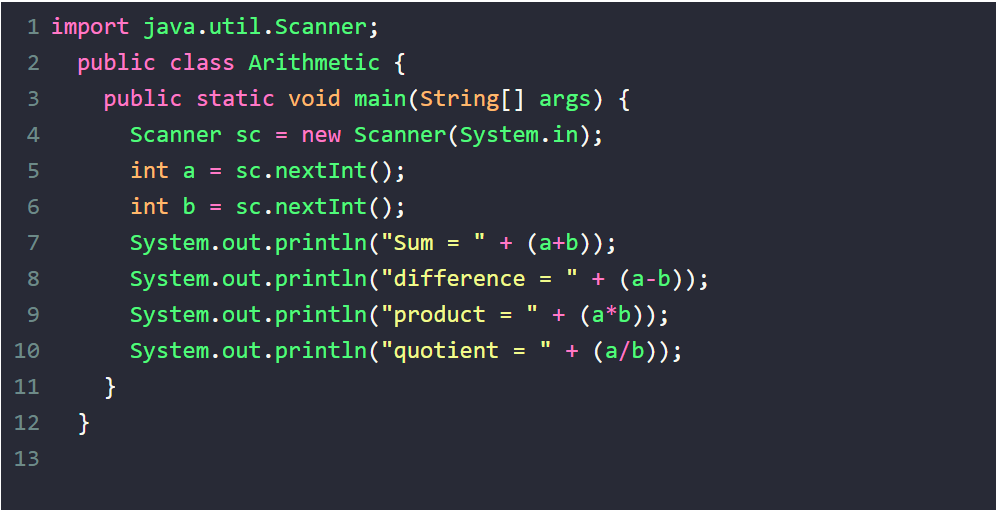 1 import java.util.Scanner;
2   public class Arithmetic {
3     public static void main(String[] args) {
4       Scanner sc = new Scanner(System.in);
5       int a = sc.nextInt();
6       int b = sc.nextInt();
7       System.out.println("Sum = " + (a+b));
8       System.out.println("difference = " + (a-b));
9       System.out.println("product = " + (a*b));
10       System.out.println("quotient = " + (a/b));
11     }
12   }
13